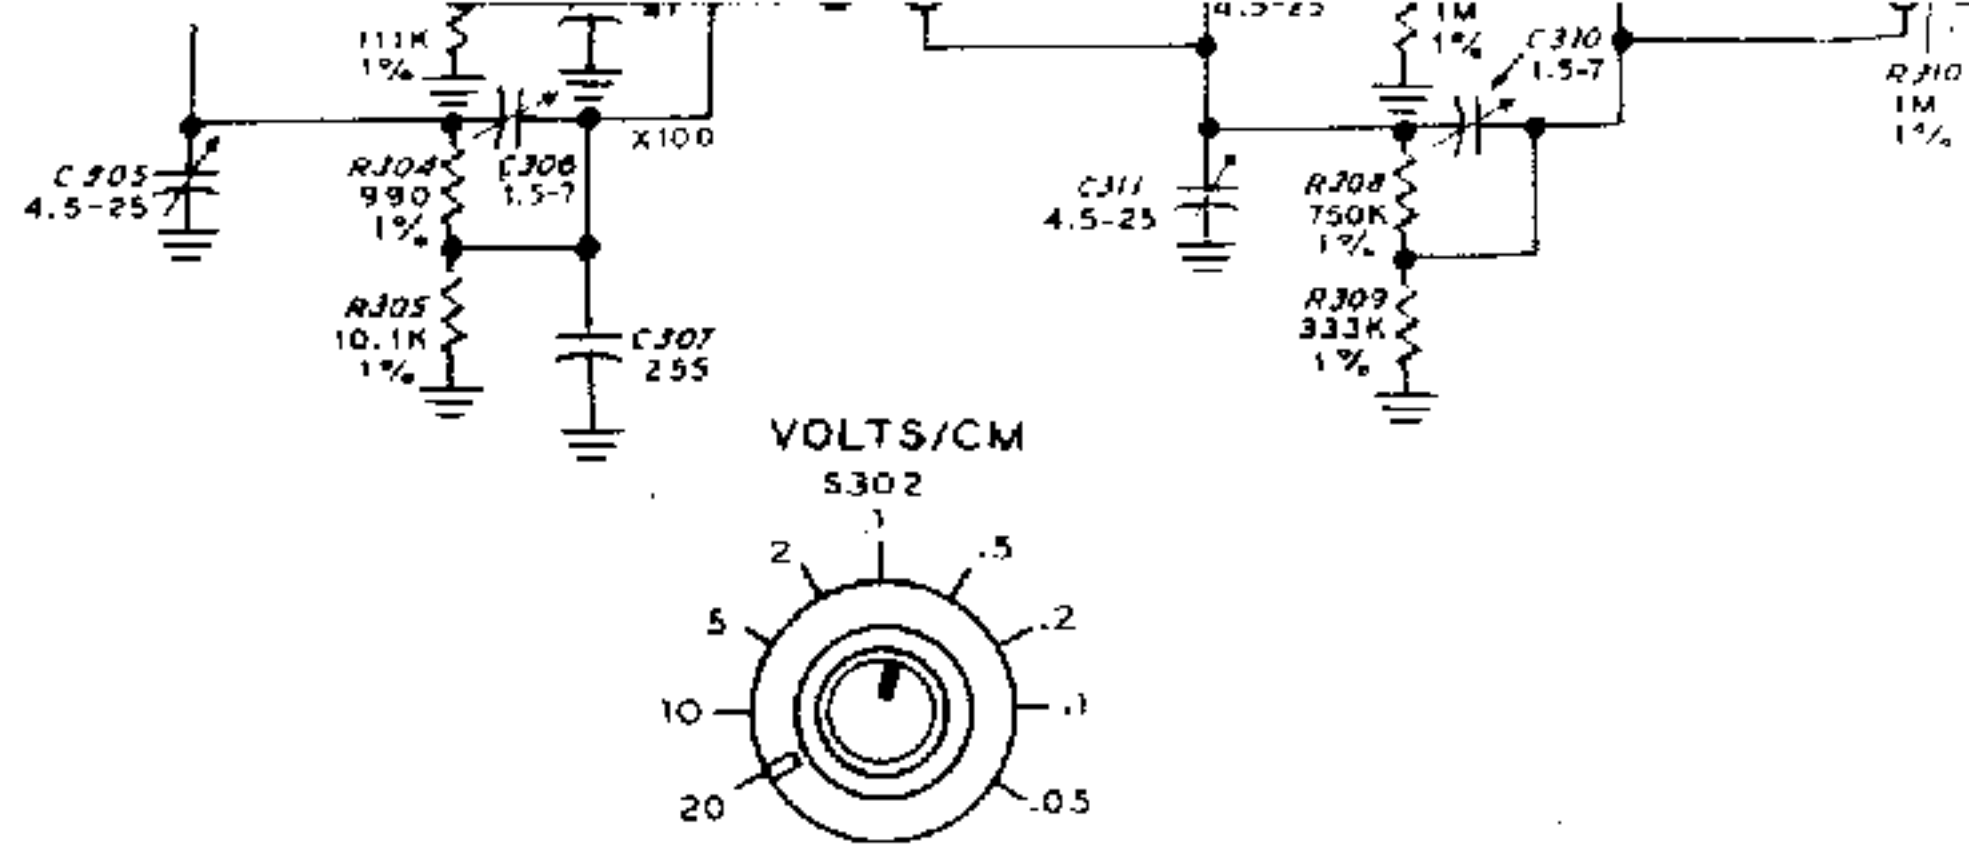 111K
1%
C305
4.5-25
R304
990
1%
C306
1.5-7
X100
R305
10.1K
1%
C307
255
4.5-25
1M
1%
C310
1.5-7
R310
1M
1%
C311
4.5-25
R308
750K
1%
R309
333K
1%
VOLTS/CM
S302
1
2
.5
5
.2
10
.1
20
.05